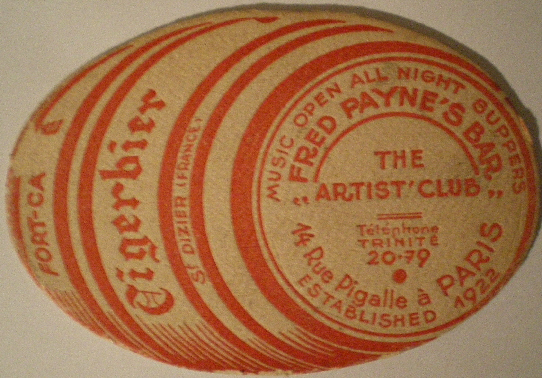 FORT-CA
Tigerbier
St DIZIER (FRANCE)
MUSIC OPEN ALL NIGHT SUPPERS
"FRED PAYNE'S BAR"
THE
"ARTIST' CLUB"
Téléphone
TRINITÉ
20-79
14 Rue Pigalle à PARIS
ESTABLISHED 1922